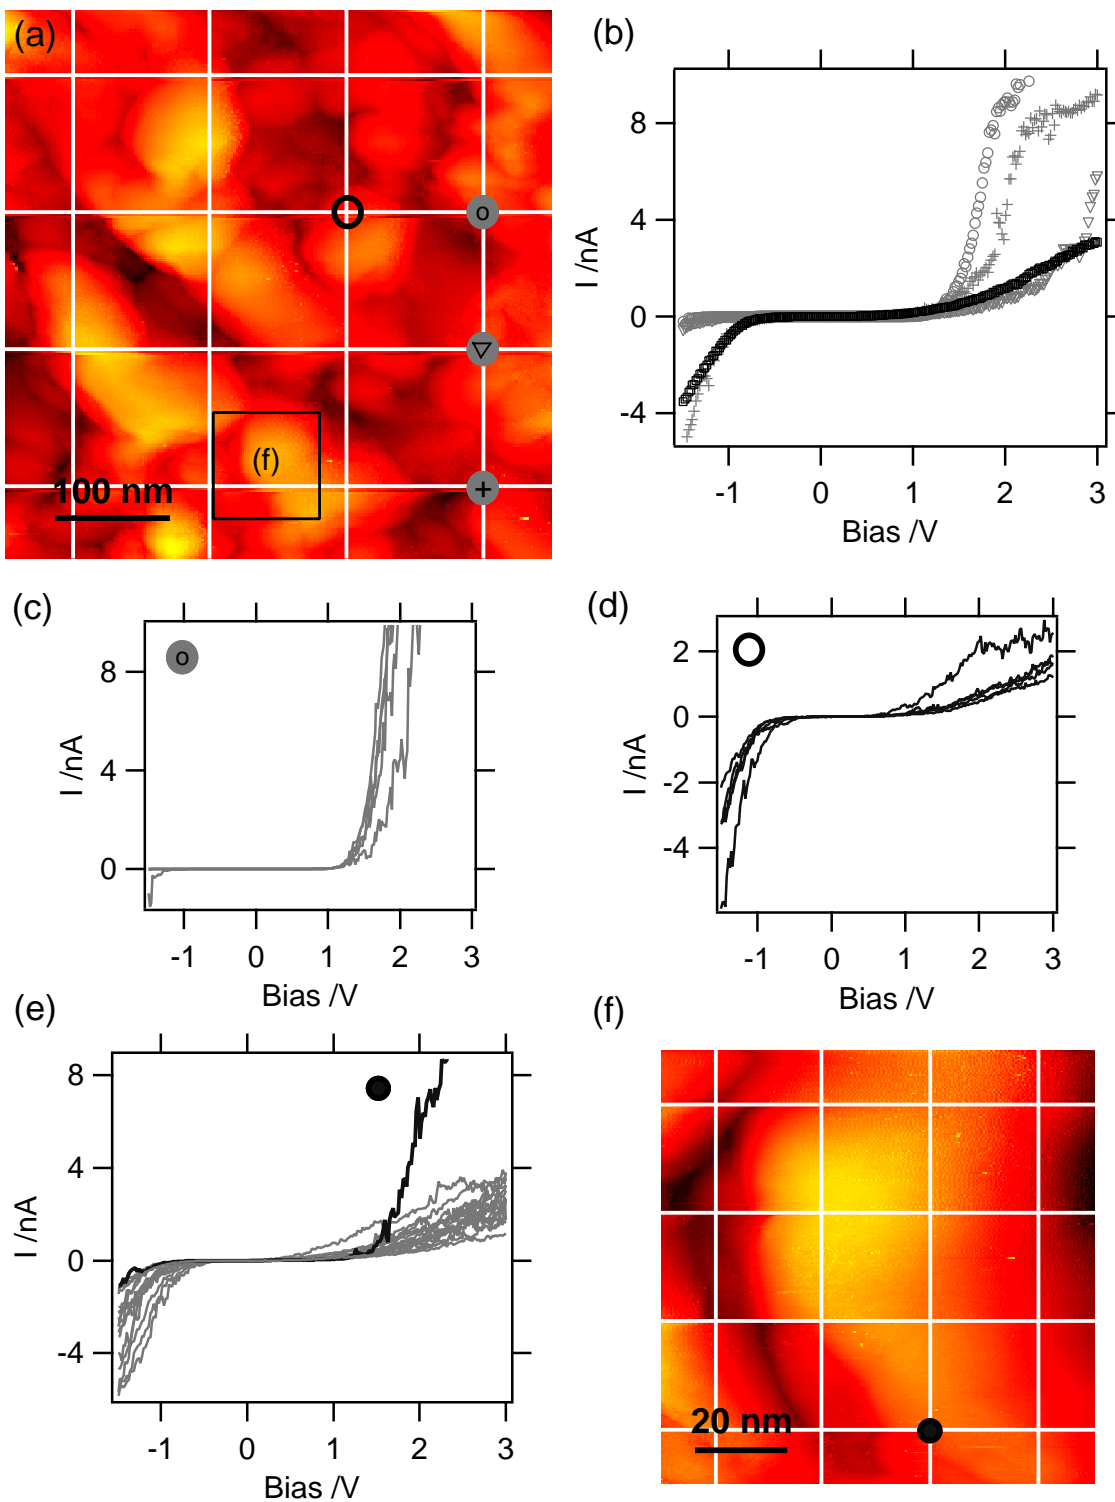 (a)
(f)
100 nm
o
+
(b)
8
4
0
-4
I /nA
-1 0 1 2 3
Bias /V
(c)
o
8
4
0
I /nA
-1 0 1 2 3
Bias /V
(d)
2
0
-2
-4
I /nA
-1 0 1 2 3
Bias /V
(e)
8
4
0
-4
I /nA
-1 0 1 2 3
Bias /V
(f)
20 nm